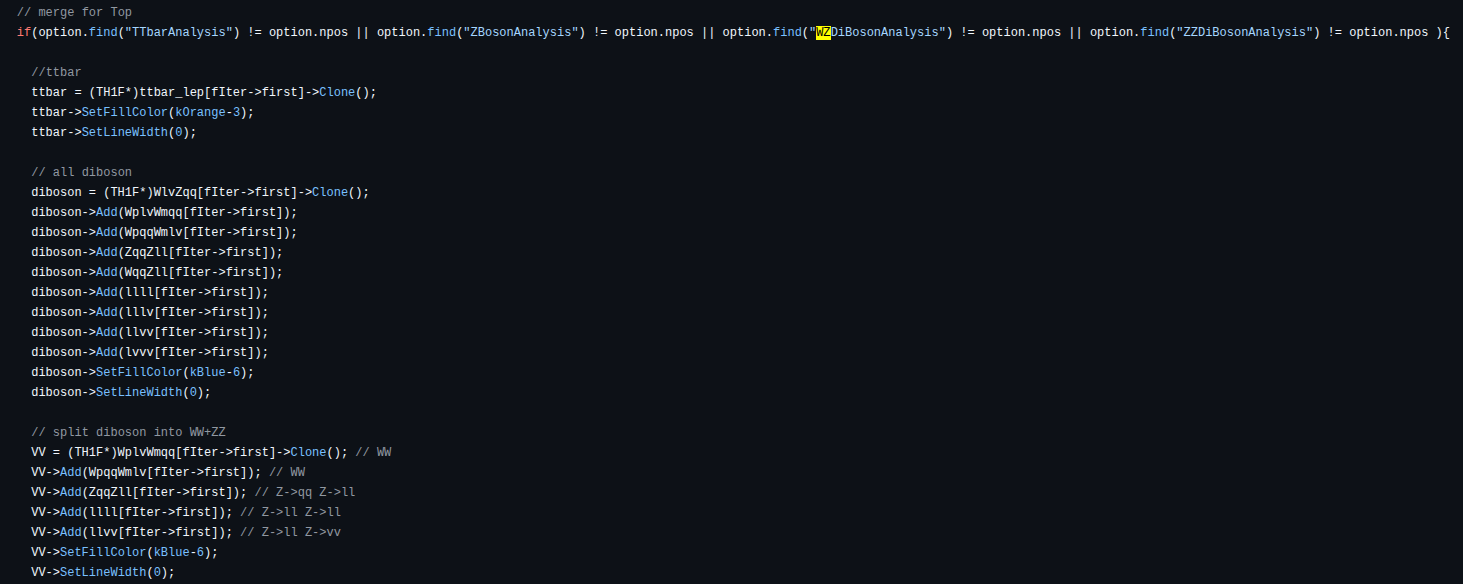 // merge for Top
if(option.find("TTbarAnalysis") != option.npos || option.find("ZBosonAnalysis") != option.npos || option.find("WZDiBosonAnalysis") != option.npos || option.find("ZZDiBosonAnalysis") != option.npos ){
//ttbar
ttbar = (TH1F*)ttbar_lep[fIter->first]->Clone();
ttbar->SetFillColor(kOrange-3);
ttbar->SetLineWidth(0);
// all diboson
diboson = (TH1F*)WlvZqq[fIter->first]->Clone();
diboson->Add(WplvWmqq[fIter->first]);
diboson->Add(WpqqWmlv[fIter->first]);
diboson->Add(ZqqZll[fIter->first]);
diboson->Add(WqqZll[fIter->first]);
diboson->Add(llll[fIter->first]);
diboson->Add(lllv[fIter->first]);
diboson->Add(llvv[fIter->first]);
diboson->Add(lvvv[fIter->first]);
diboson->SetFillColor(kBlue-6);
diboson->SetLineWidth(0);
// split diboson into WW+ZZ
VV = (TH1F*)WplvWmqq[fIter->first]->Clone(); // WW
VV->Add(WpqqWmlv[fIter->first]); // WW
VV->Add(ZqqZll[fIter->first]); // Z->qq Z->ll
VV->Add(llll[fIter->first]); // Z->ll Z->ll
VV->Add(llvv[fIter->first]); // Z->ll Z->vv
VV->SetFillColor(kBlue-6);
VV->SetLineWidth(0);